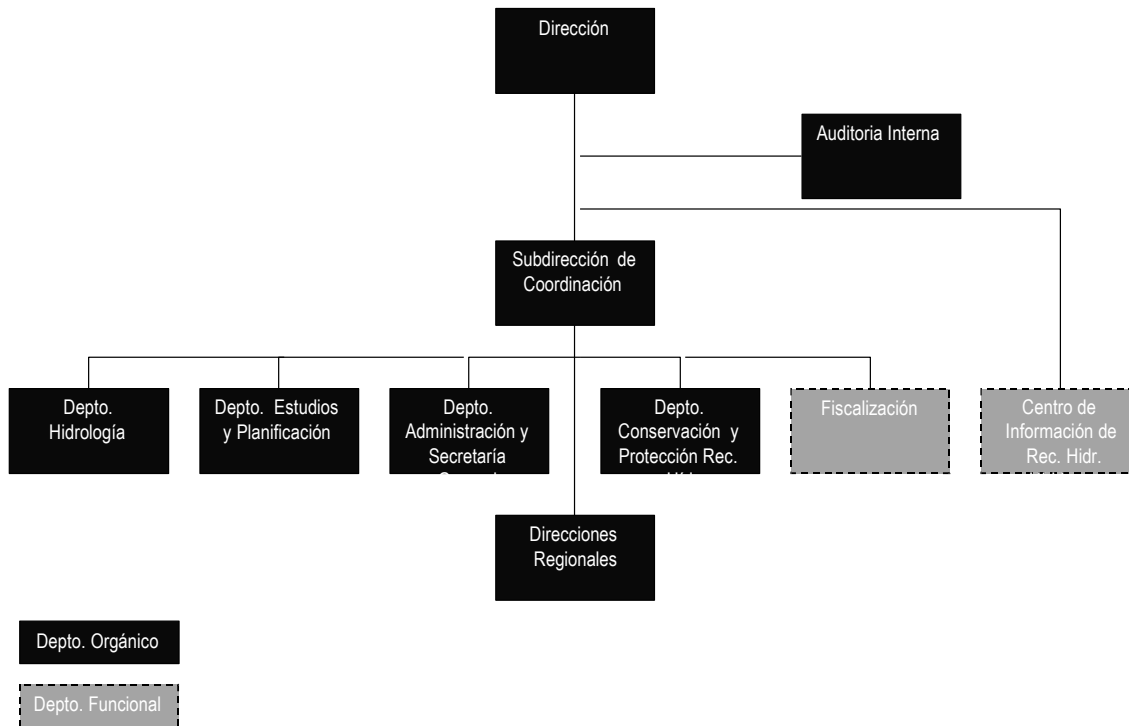 Dirección
Auditoria Interna
Subdirección de
Coordinación
Depto.
Hidrología
Depto. Estudios
y Planificación
Depto.
Administración y
Secretaría
Depto.
Conservación y
Protección Rec.
Fiscalización
Centro de
Información de
Rec. Hidr.
Direcciones
Regionales
Depto. Orgánico
Depto. Funcional